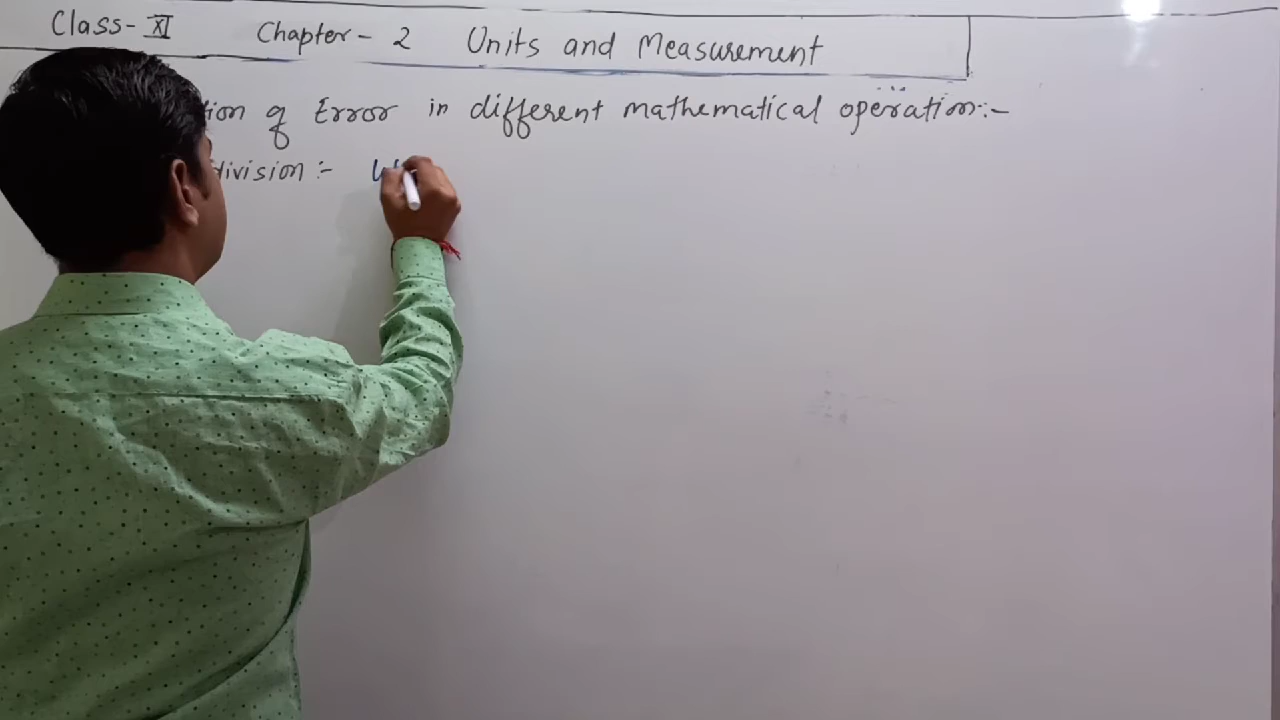 Class- XI Chapter- 2 Units and Measurement
of Error in different mathematical operation:-
division :-